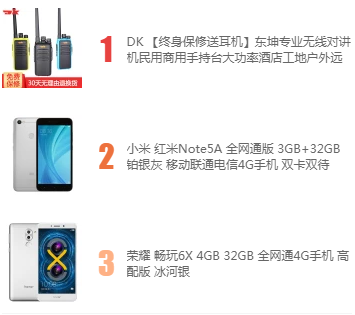 免费
保修
30天无理由退换货
1
DK 【终身保修送耳机】东坤专业无线对讲
机民用商用手持台大功率酒店工地户外远
2
小米 红米Note5A 全网通版 3GB+32GB
铂银灰 移动联通电信4G手机 双卡双待
3
荣耀 畅玩6X 4GB 32GB 全网通4G手机 高
配版 冰河银